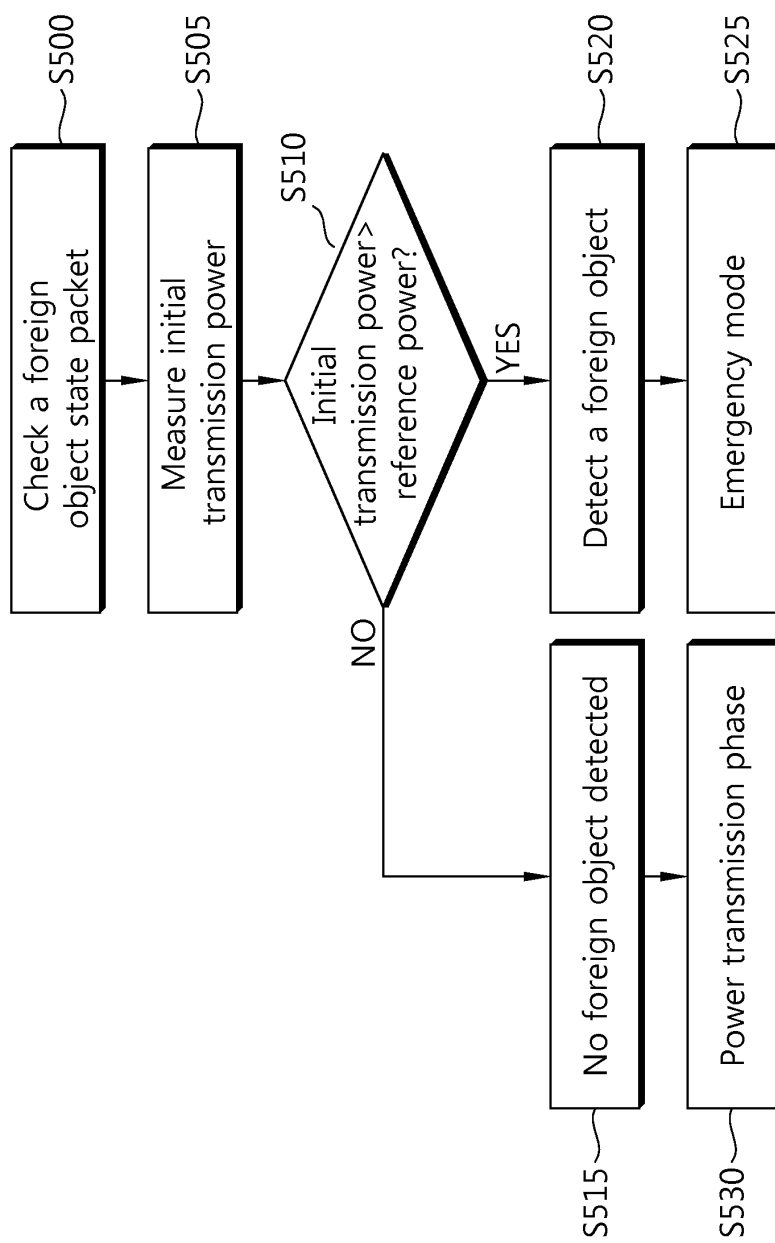 Check a foreign
object state packet
S500
Measure initial
transmission power
S505
Initial
transmission power>
reference power?
S510
NO
YES
No foreign object detected
S515
Detect a foreign object
S520
Power transmission phase
S530
Emergency mode
S525